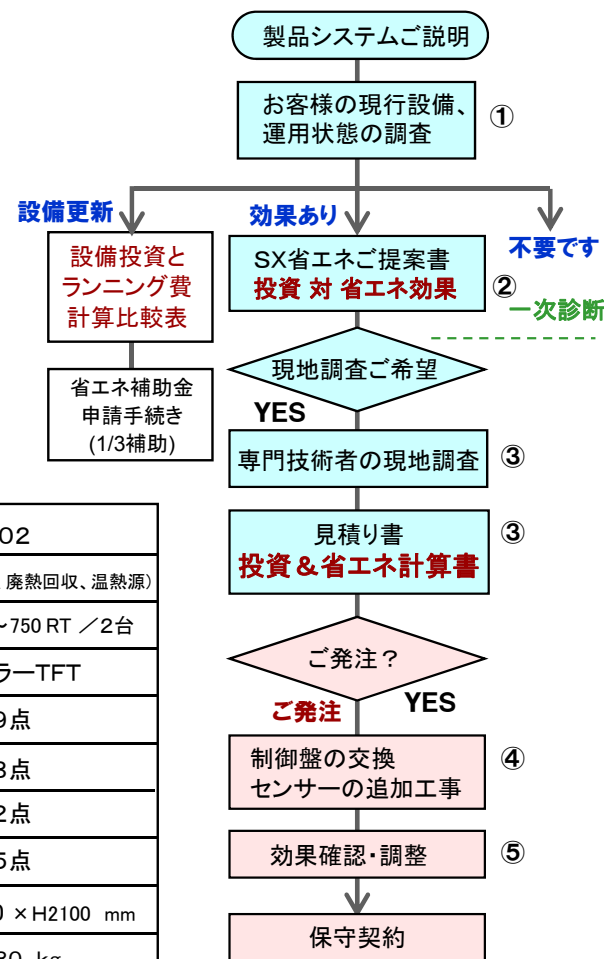 製品システムご説明
お客様の現行設備、
運用状態の調査
①
設備更新
効果あり
不要です
設備投資と
ランニング費
計算比較表
SX省エネご提案書
投資 対 省エネ効果
②
一次診断
省エネ補助金
申請手続き
(1/3補助)
現地調査ご希望
YES
専門技術者の現地調査
③
見積り書
投資&省エネ計算書
③
ご発注?
ご発注
YES
制御盤の交換
センサーの追加工事
④
効果確認・調整
⑤
保守契約
02
廃熱回収、温熱源)
~750 RT /2台
ラーTFT
9点
3点
2点
5点
0 ×H2100 mm